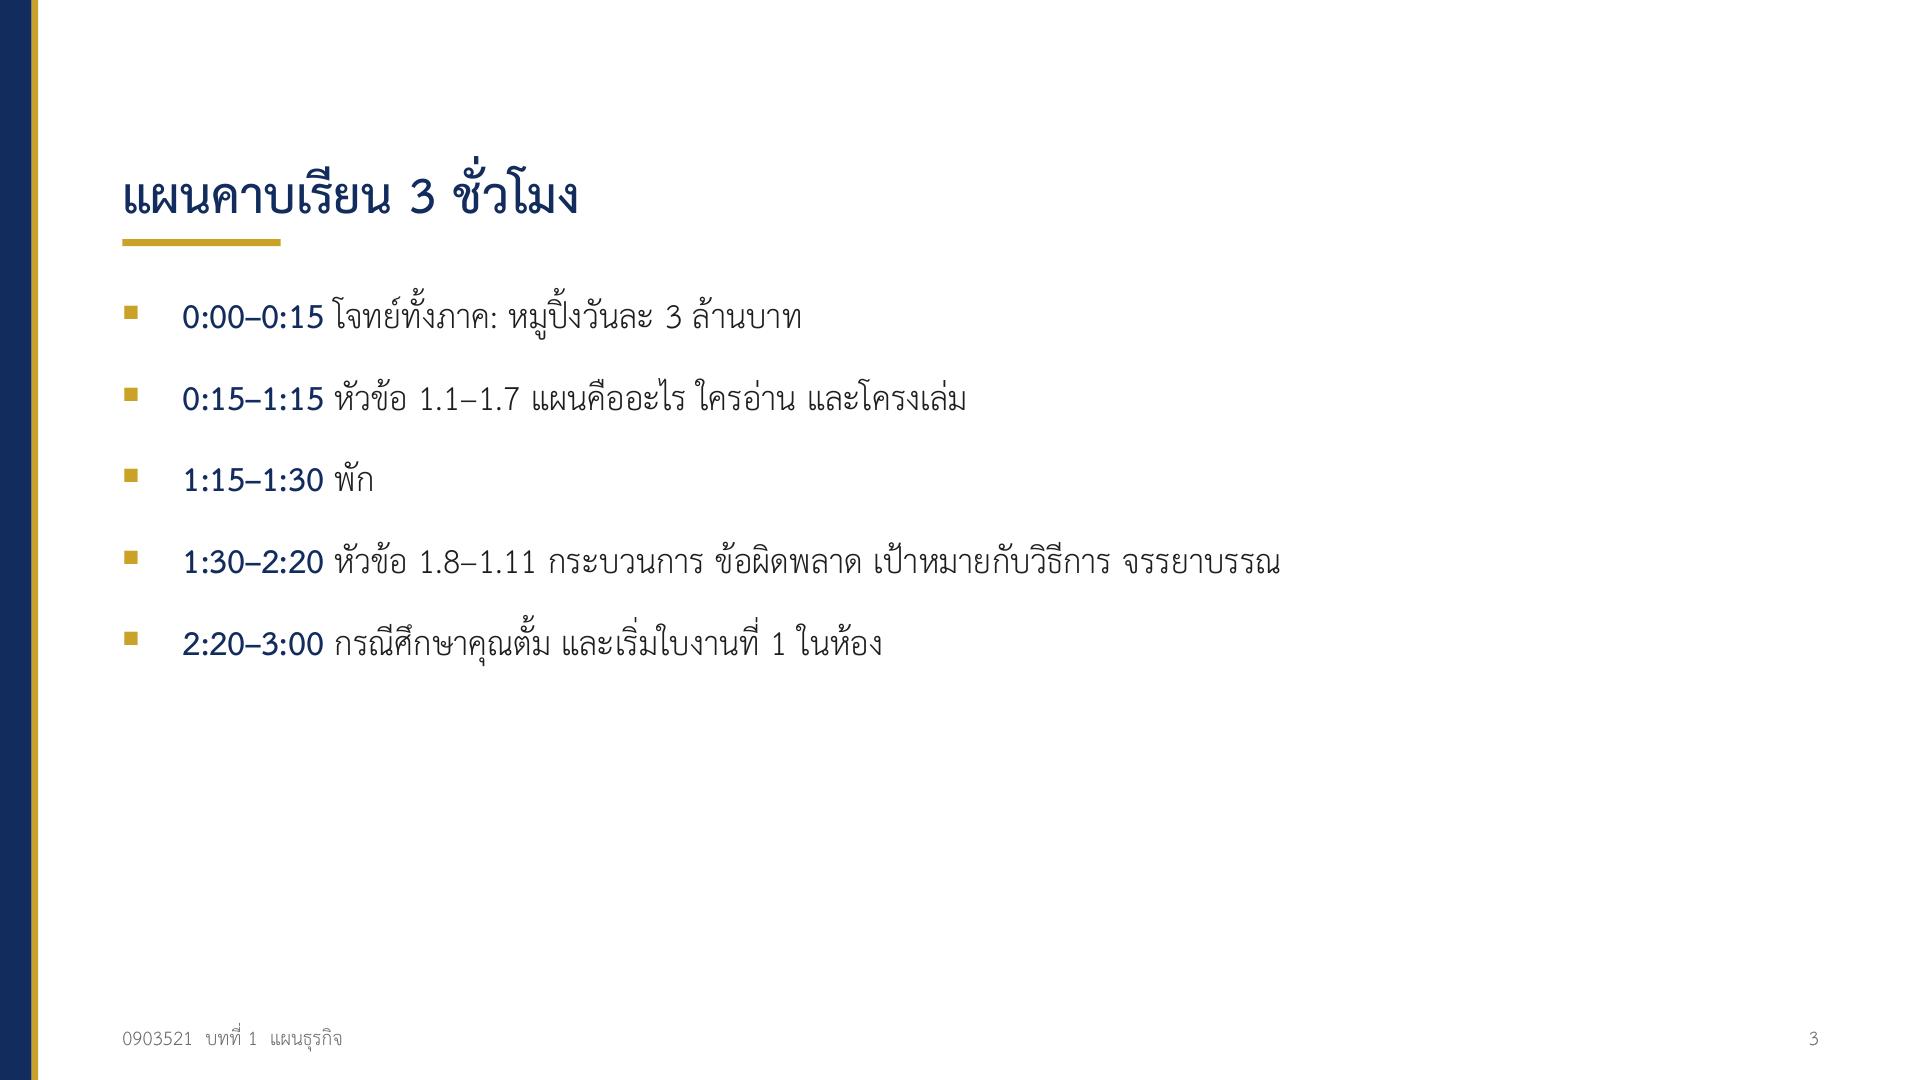 แผนคาบเรียน 3 ชั่วโมง
0:00–0:15 โจทย์ทั้งภาค: หมูปิ้งวันละ 3 ล้านบาท
0:15–1:15 หัวข้อ 1.1–1.7 แผนคืออะไร ใครอ่าน และโครงเล่ม
1:15–1:30 พัก
1:30–2:20 หัวข้อ 1.8–1.11 กระบวนการ ข้อผิดพลาด เป้าหมายกับวิธีการ จรรยาบรรณ
2:20–3:00 กรณีศึกษาคุณตั้ม และเริ่มใบงานที่ 1 ในห้อง
0903521 บทที่ 1 แผนธุรกิจ
3